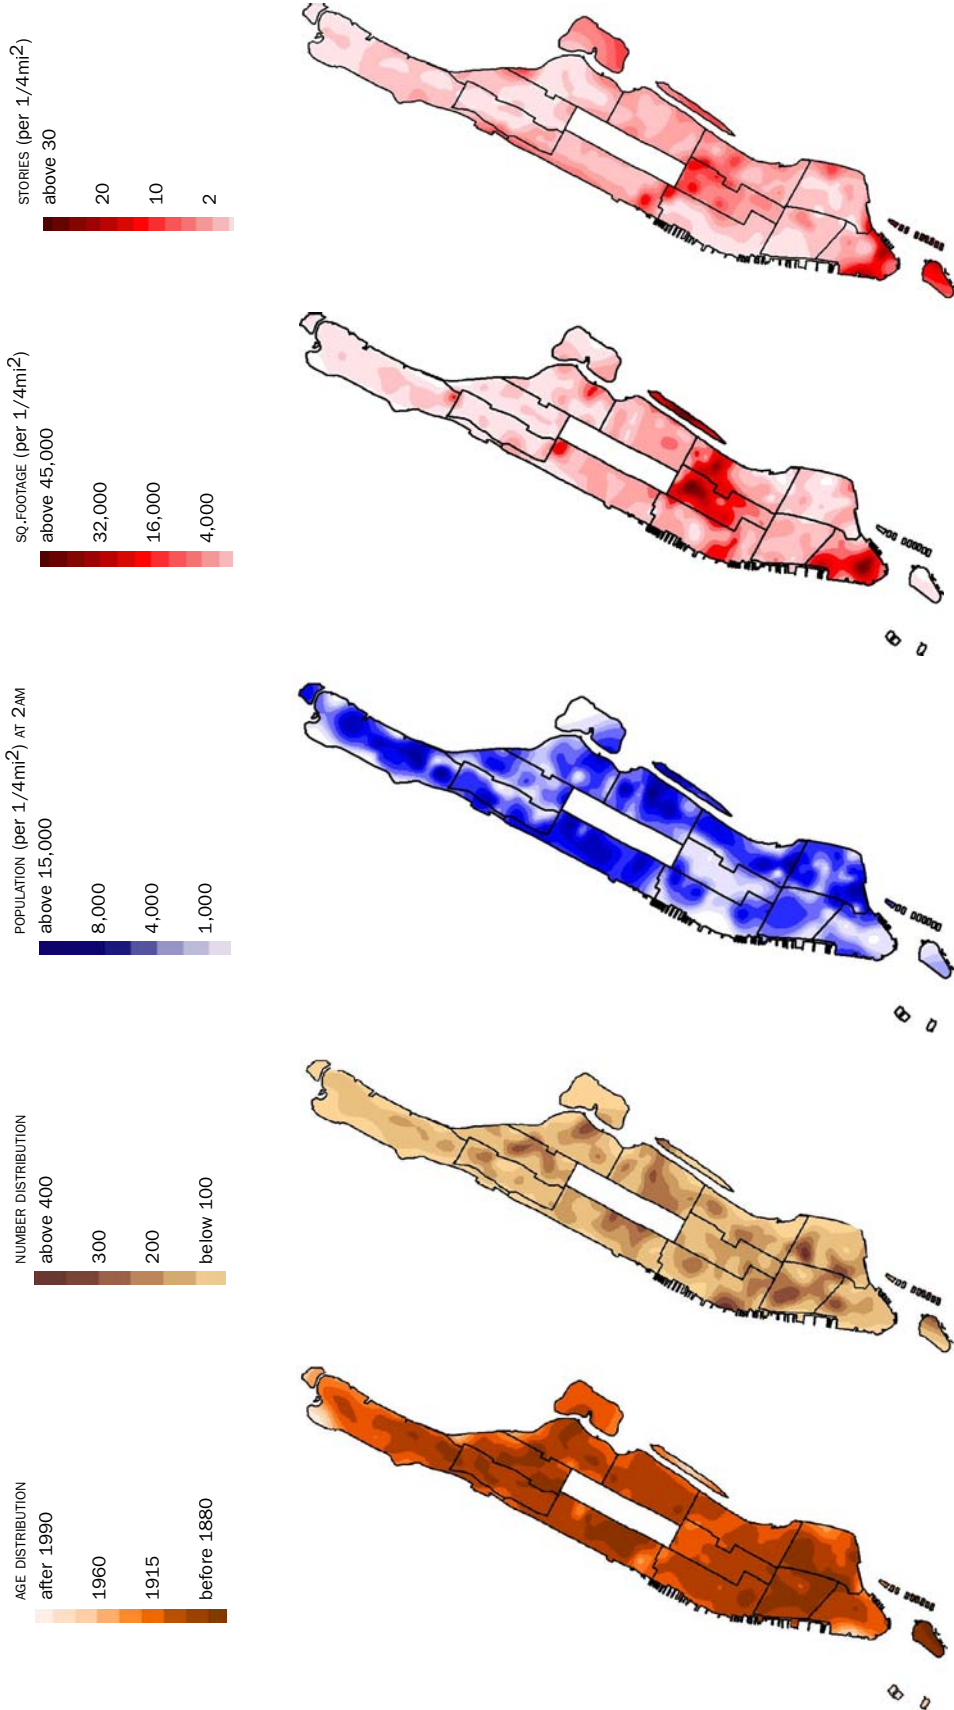 STORIES (per 1/4mi2)
above 30
20
10
2
SQ.FOOTAGE (per 1/4mi2)
above 45,000
32,000
16,000
4,000
POPULATION (per 1/4mi2) AT 2AM
above 15,000
8,000
4,000
1,000
NUMBER DISTRIBUTION
above 400
300
200
below 100
AGE DISTRIBUTION
after 1990
1960
1915
before 1880